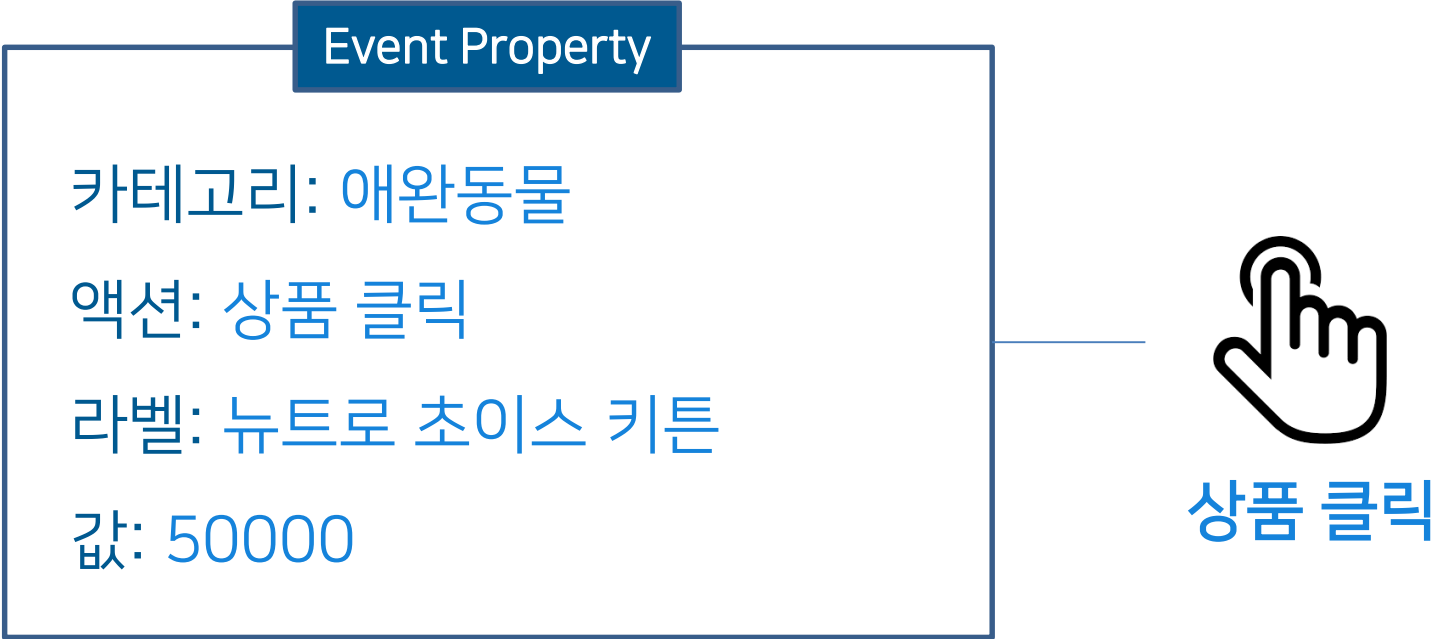 Event Property
카테고리: 애완동물
액션: 상품 클릭
라벨: 뉴트로 초이스 키튼
값: 50000
상품 클릭